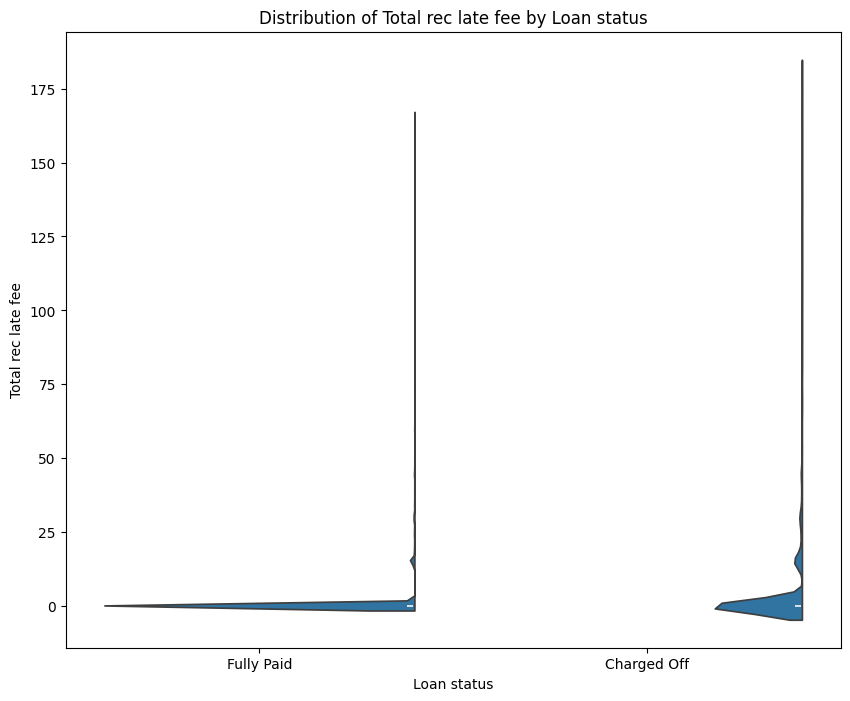 Distribution of Total rec late fee by Loan status
175
150
125
100
75
50
25
0
Total rec late fee
Fully Paid
Charged Off
Loan status